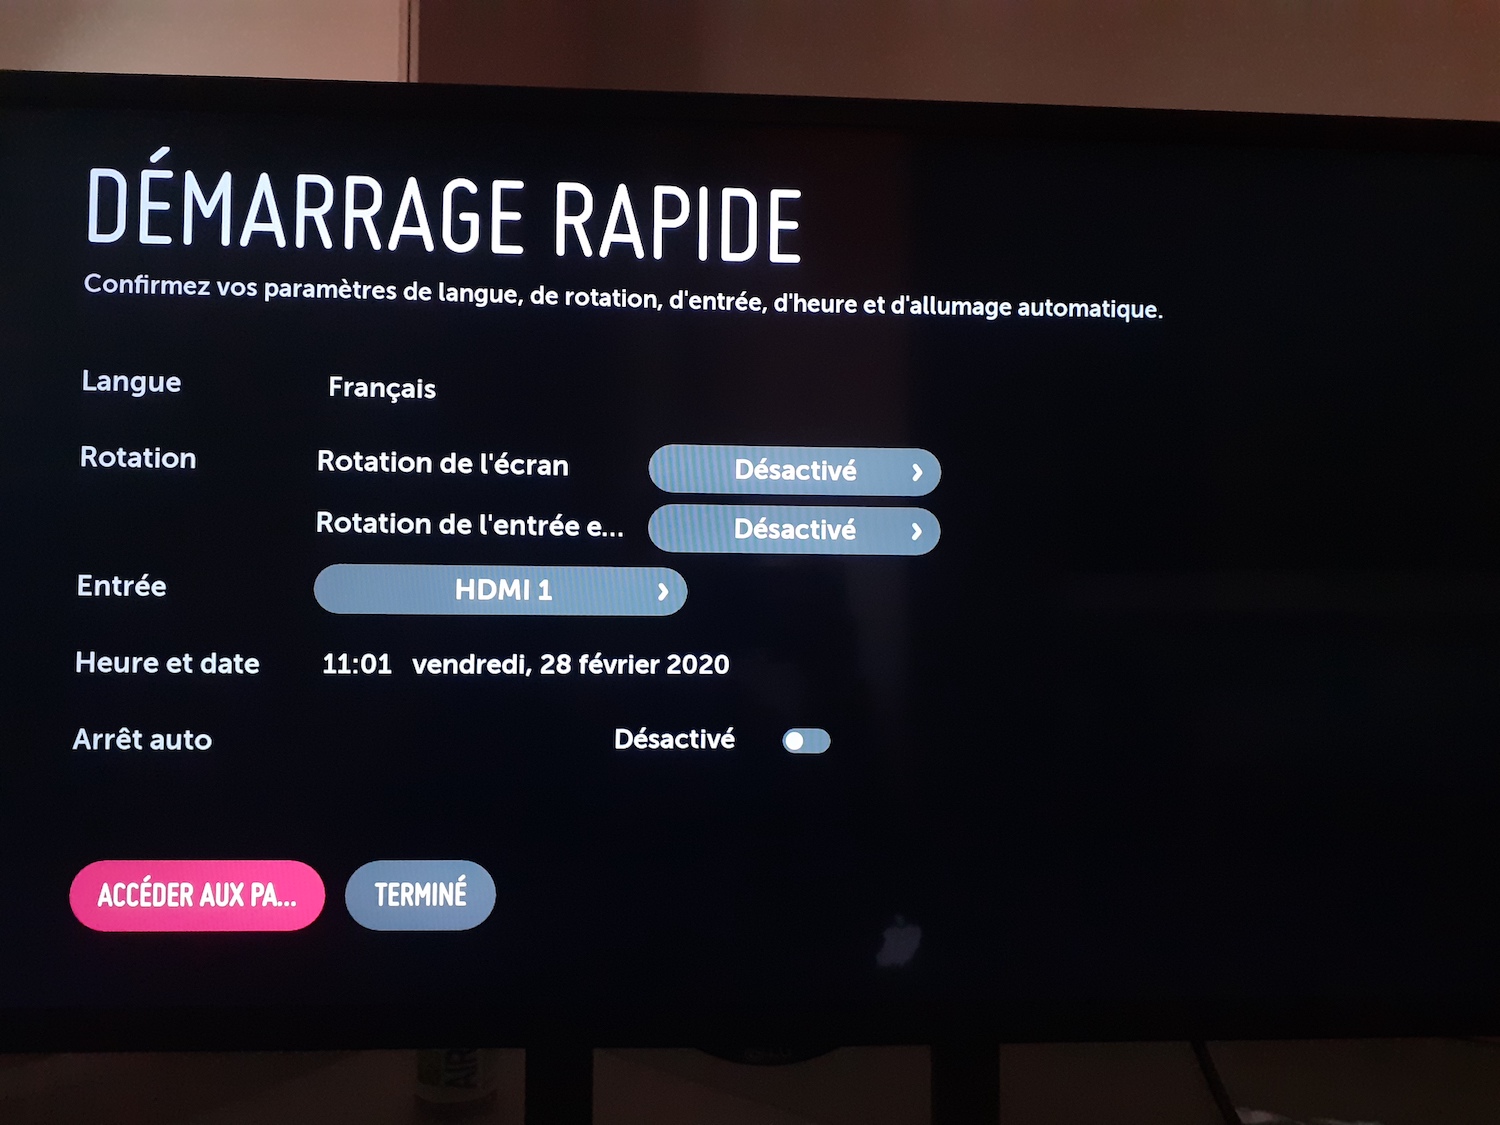 DÉMARRAGE RAPIDE
Confirmez vos paramètres de langue, de rotation, d'entrée, d'heure et d'allumage automatique.
Langue Français
Rotation Rotation de l'écran Désactivé
Rotation de l'entrée e... Désactivé
Entrée HDMI 1
Heure et date 11:01 vendredi, 28 février 2020
Arrêt auto Désactivé
ACCÉDER AUX PA... TERMINÉ
AIR